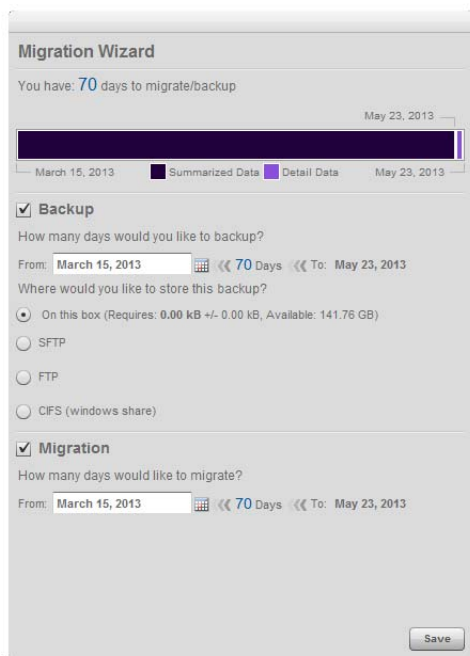 Migration Wizard
You have: 70 days to migrate/backup
May 23, 2013
March 15, 2013 Summarized Data Detail Data May 23, 2013
Backup
How many days would you like to backup?
From: March 15, 2013 70 Days To: May 23, 2013
Where would you like to store this backup?
On this box (Requires: 0.00 kB +/- 0.00 kB, Available: 141.76 GB)
SFTP
FTP
CIFS (windows share)
Migration
How many days would like to migrate?
From: March 15, 2013 70 Days To: May 23, 2013
Save